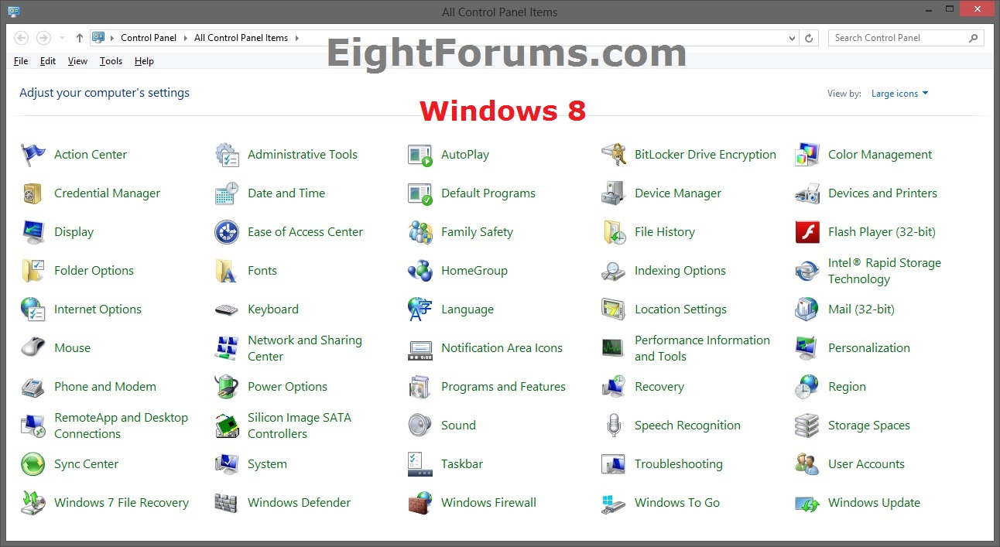 All Control Panel Items
Control Panel All Control Panel Items Search Control Panel
EightForums.com
File Edit View Tools Help
Adjust your computer's settings View by: Large icons
Windows 8
Action Center Administrative Tools AutoPlay BitLocker Drive Encryption Color Management
Credential Manager Date and Time Default Programs Device Manager Devices and Printers
Display Ease of Access Center Family Safety File History Flash Player (32-bit)
Folder Options Fonts HomeGroup Indexing Options Intel® Rapid Storage
Technology
Internet Options Keyboard Language Location Settings Mail (32-bit)
Mouse Network and Sharing
Center Notification Area Icons Performance Information
and Tools Personalization
Phone and Modem Power Options Programs and Features Recovery Region
RemoteApp and Desktop
Connections Silicon Image SATA
Controllers Sound Speech Recognition Storage Spaces
Sync Center System Taskbar Troubleshooting User Accounts
Windows 7 File Recovery Windows Defender Windows Firewall Windows To Go Windows Update